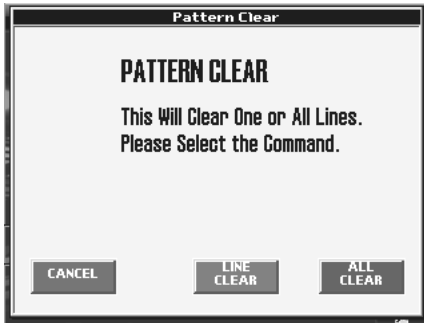 Pattern Clear
PATTERN CLEAR
This Will Clear One or All Lines.
Please Select the Command.
CANCEL
LINE
CLEAR
ALL
CLEAR